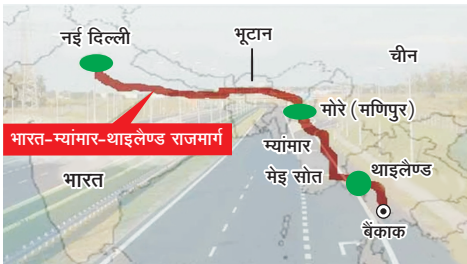 नई दिल्ली
भूटान
चीन
मोरे (मणिपुर)
भारत-म्यांमार-थाइलैण्ड राजमार्ग
म्यांमार
मेइ सोत
थाइलैण्ड
भारत
बैंकाक